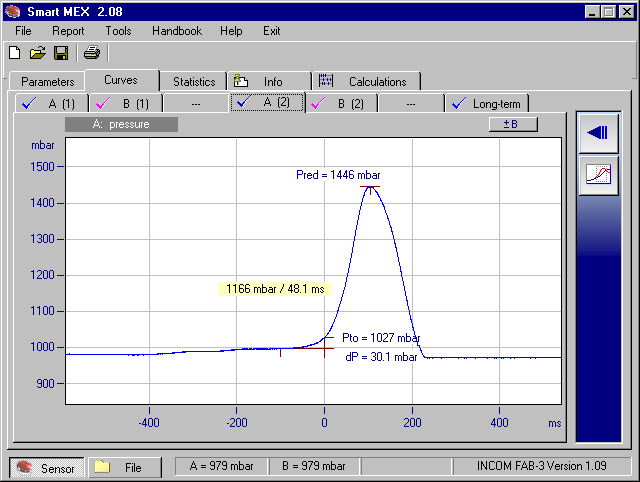 Smart MEX 2.08
File Report Tools Handbook Help Exit
Parameters Curves Statistics Info Calculations
A (1) B (1) --- A (2) B (2) --- Long-term
A: pressure ±B
mbar
Pred = 1446 mbar
1500
1400
1300
1200
1166 mbar / 48.1 ms
1100
Pto = 1027 mbar
1000
dP = 30.1 mbar
900
-400 -200 0 200 400 ms
Sensor File A = 979 mbar B = 979 mbar INCOM FAB-3 Version 1.09